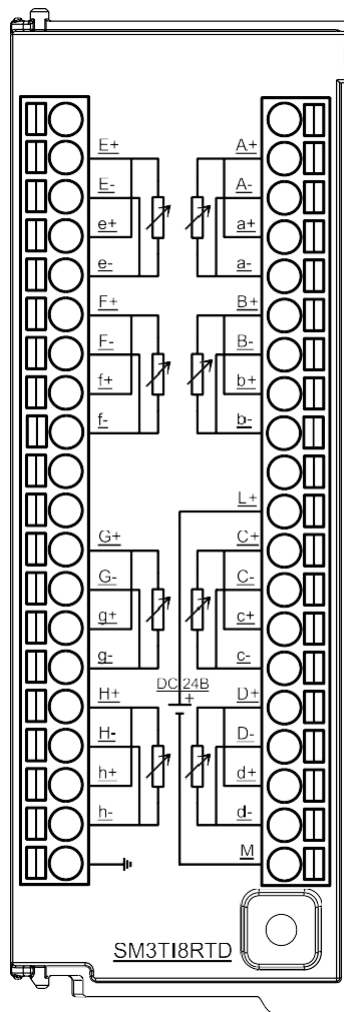 E+ A+
E- A-
e+ a+
e- a-
F+ B+
F- B-
f+ b+
f- b-
L+
G+ C+
G- C-
g+ c+
g- c-
DC 24B
+
H+ D+
H- D-
h+ d+
h- d-
M
SM3TI8RTD